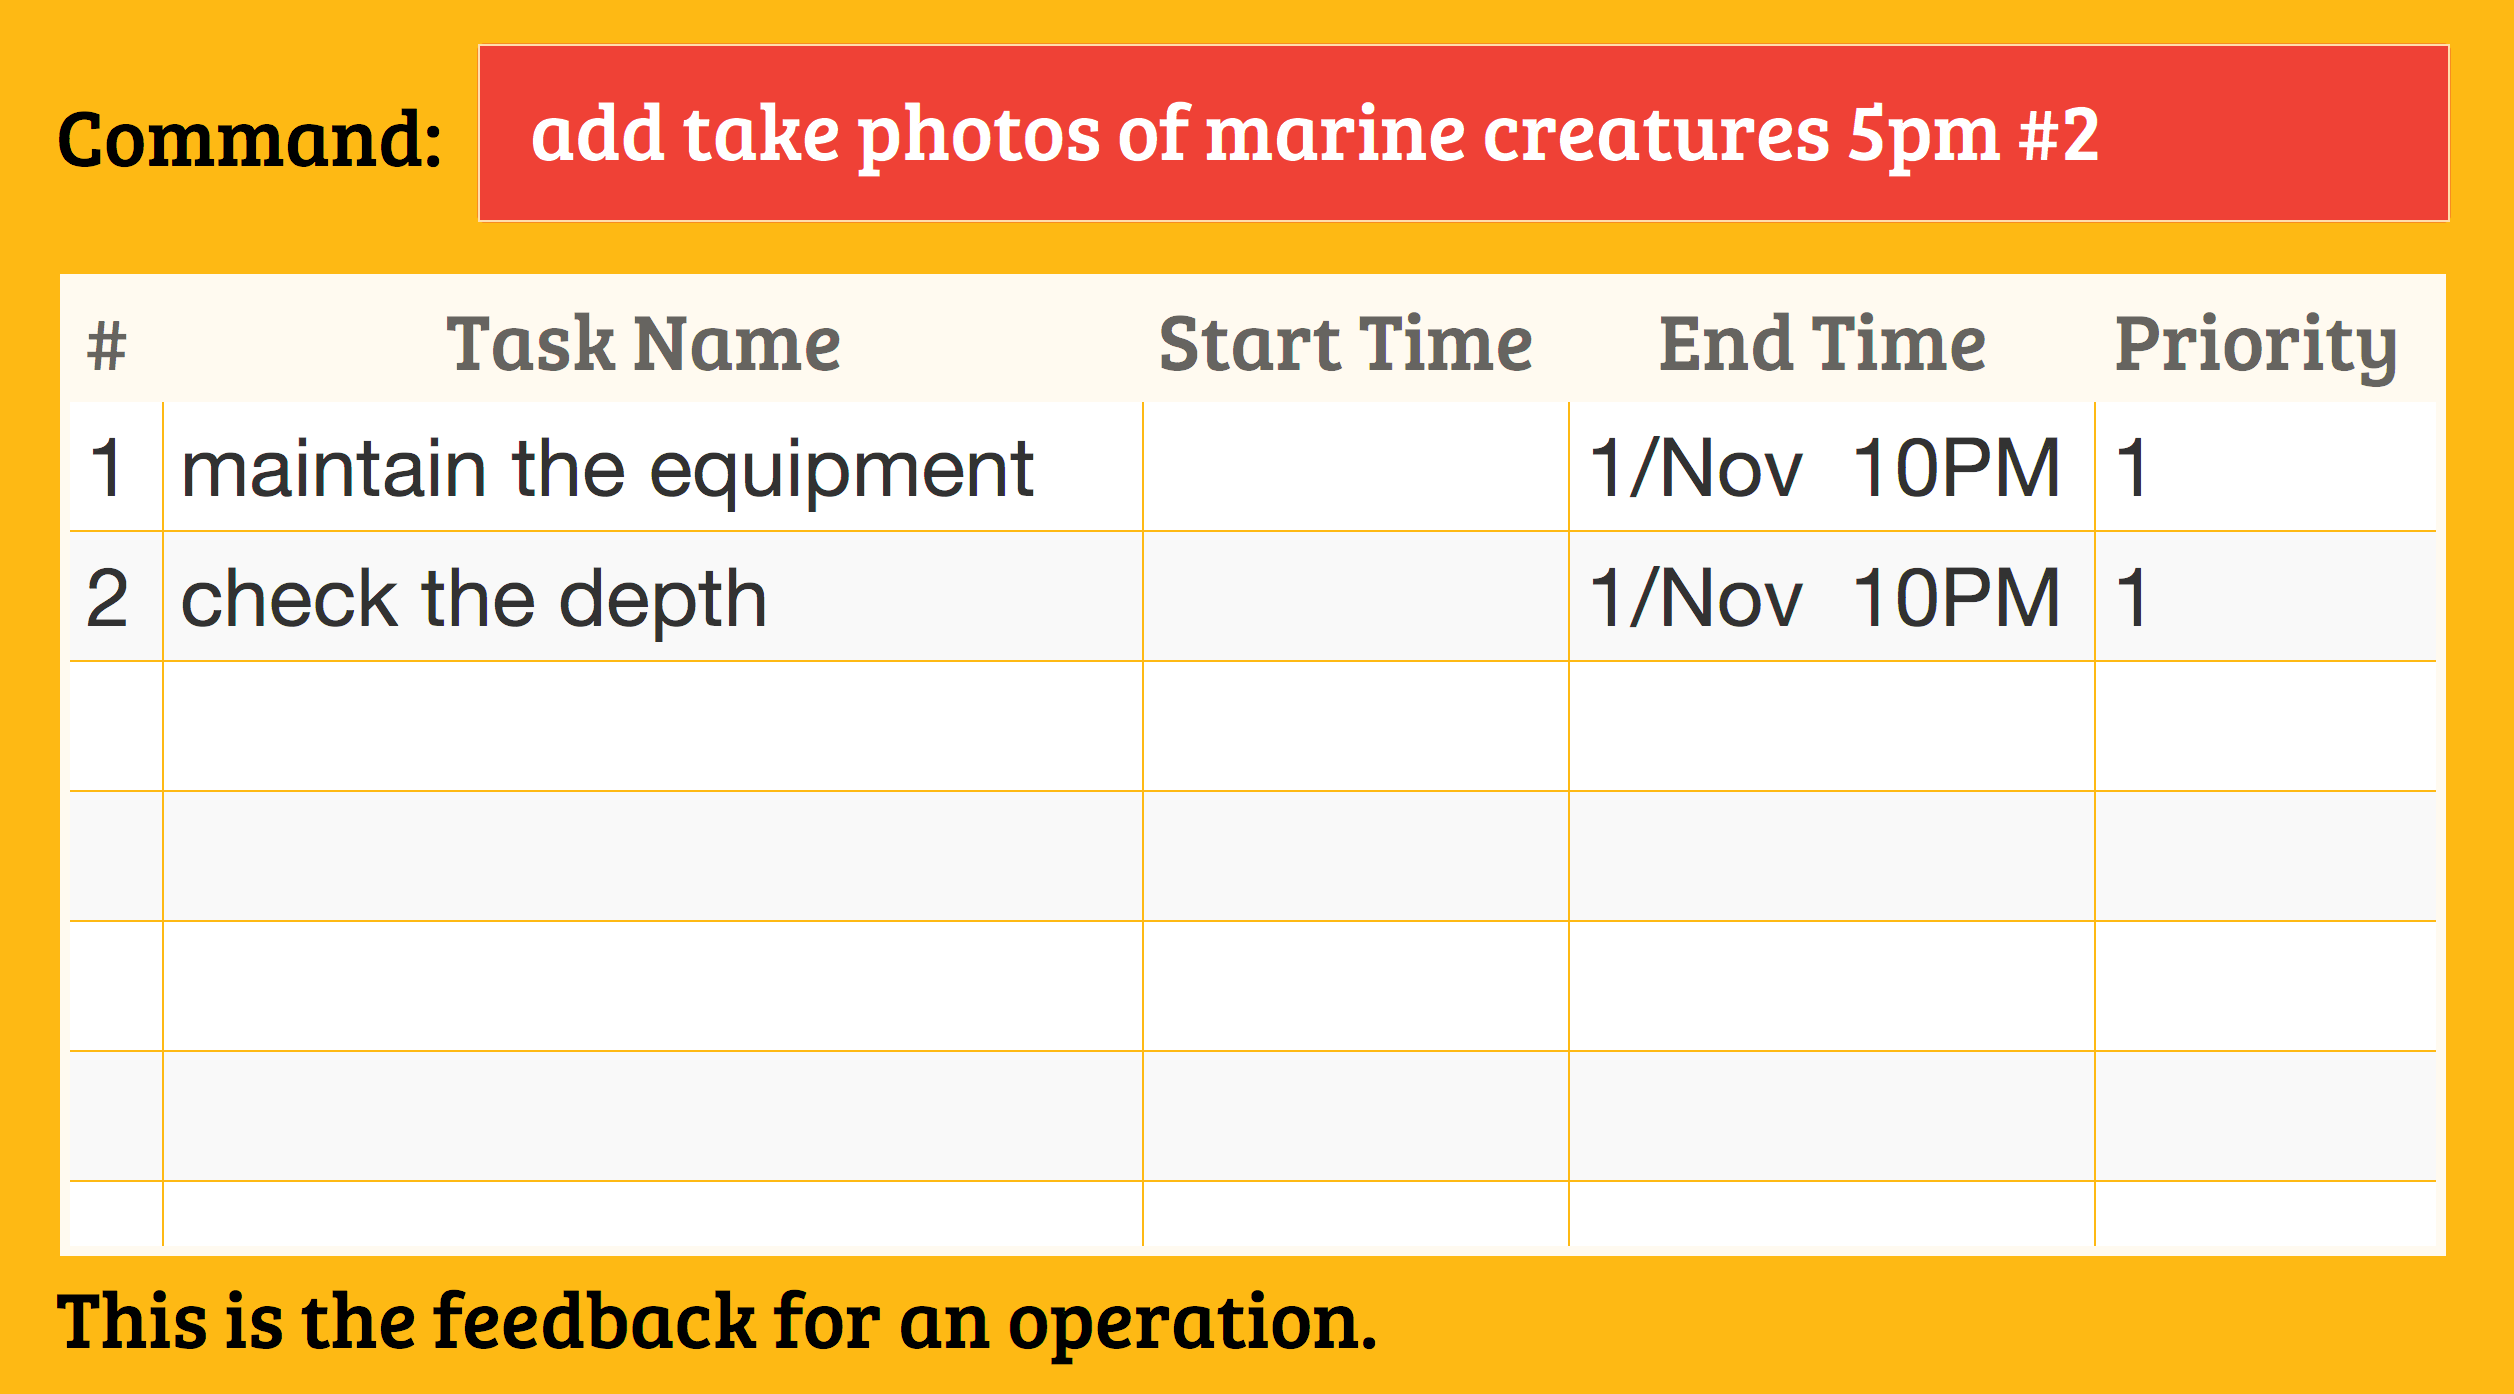 Command: add take photos of marine creatures 5pm #2
# Task Name Start Time End Time Priority
1 maintain the equipment 1/Nov 10PM 1
2 check the depth 1/Nov 10PM 1
This is the feedback for an operation.